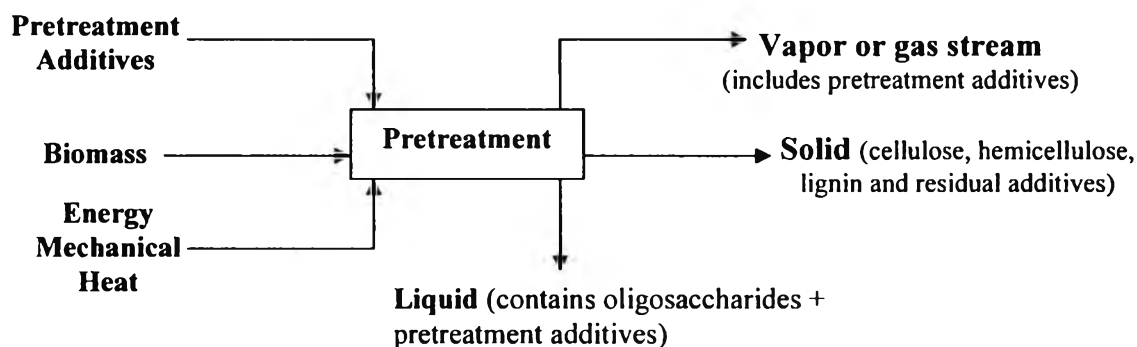 Pretreatment
Additives
Biomass
Energy
Mechanical
Heat
Pretreatment
Vapor or gas stream
(includes pretreatment additives)
Solid (cellulose, hemicellulose,
lignin and residual additives)
Liquid (contains oligosaccharides +
pretreatment additives)